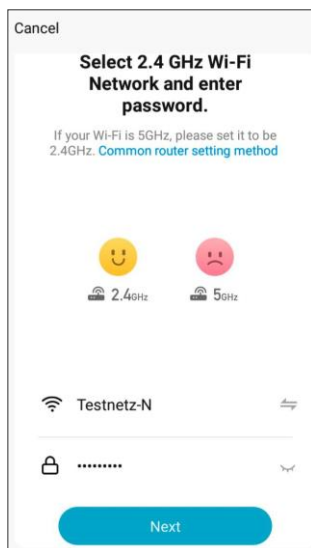 Cancel
Select 2.4 GHz Wi-Fi
Network and enter
password.
If your Wi-Fi is 5GHz, please set it to be
2.4GHz. Common router setting method
2.4GHz 5GHz
Testnetz-N
•••••••••
Next